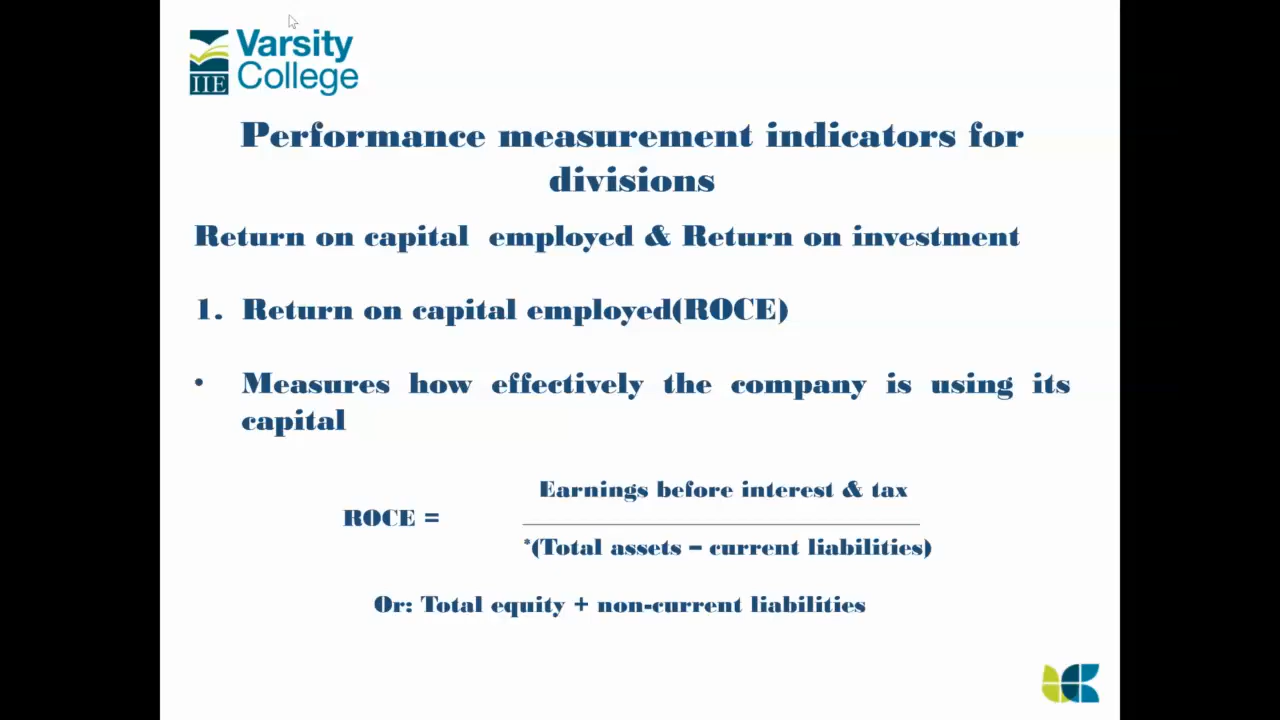 Varsity
College
IIE
Performance measurement indicators for
divisions
Return on capital employed & Return on investment
1. Return on capital employed(ROCE)
• Measures how effectively the company is using its
capital
Earnings before interest & tax
ROCE =
*(Total assets – current liabilities)
Or: Total equity + non-current liabilities